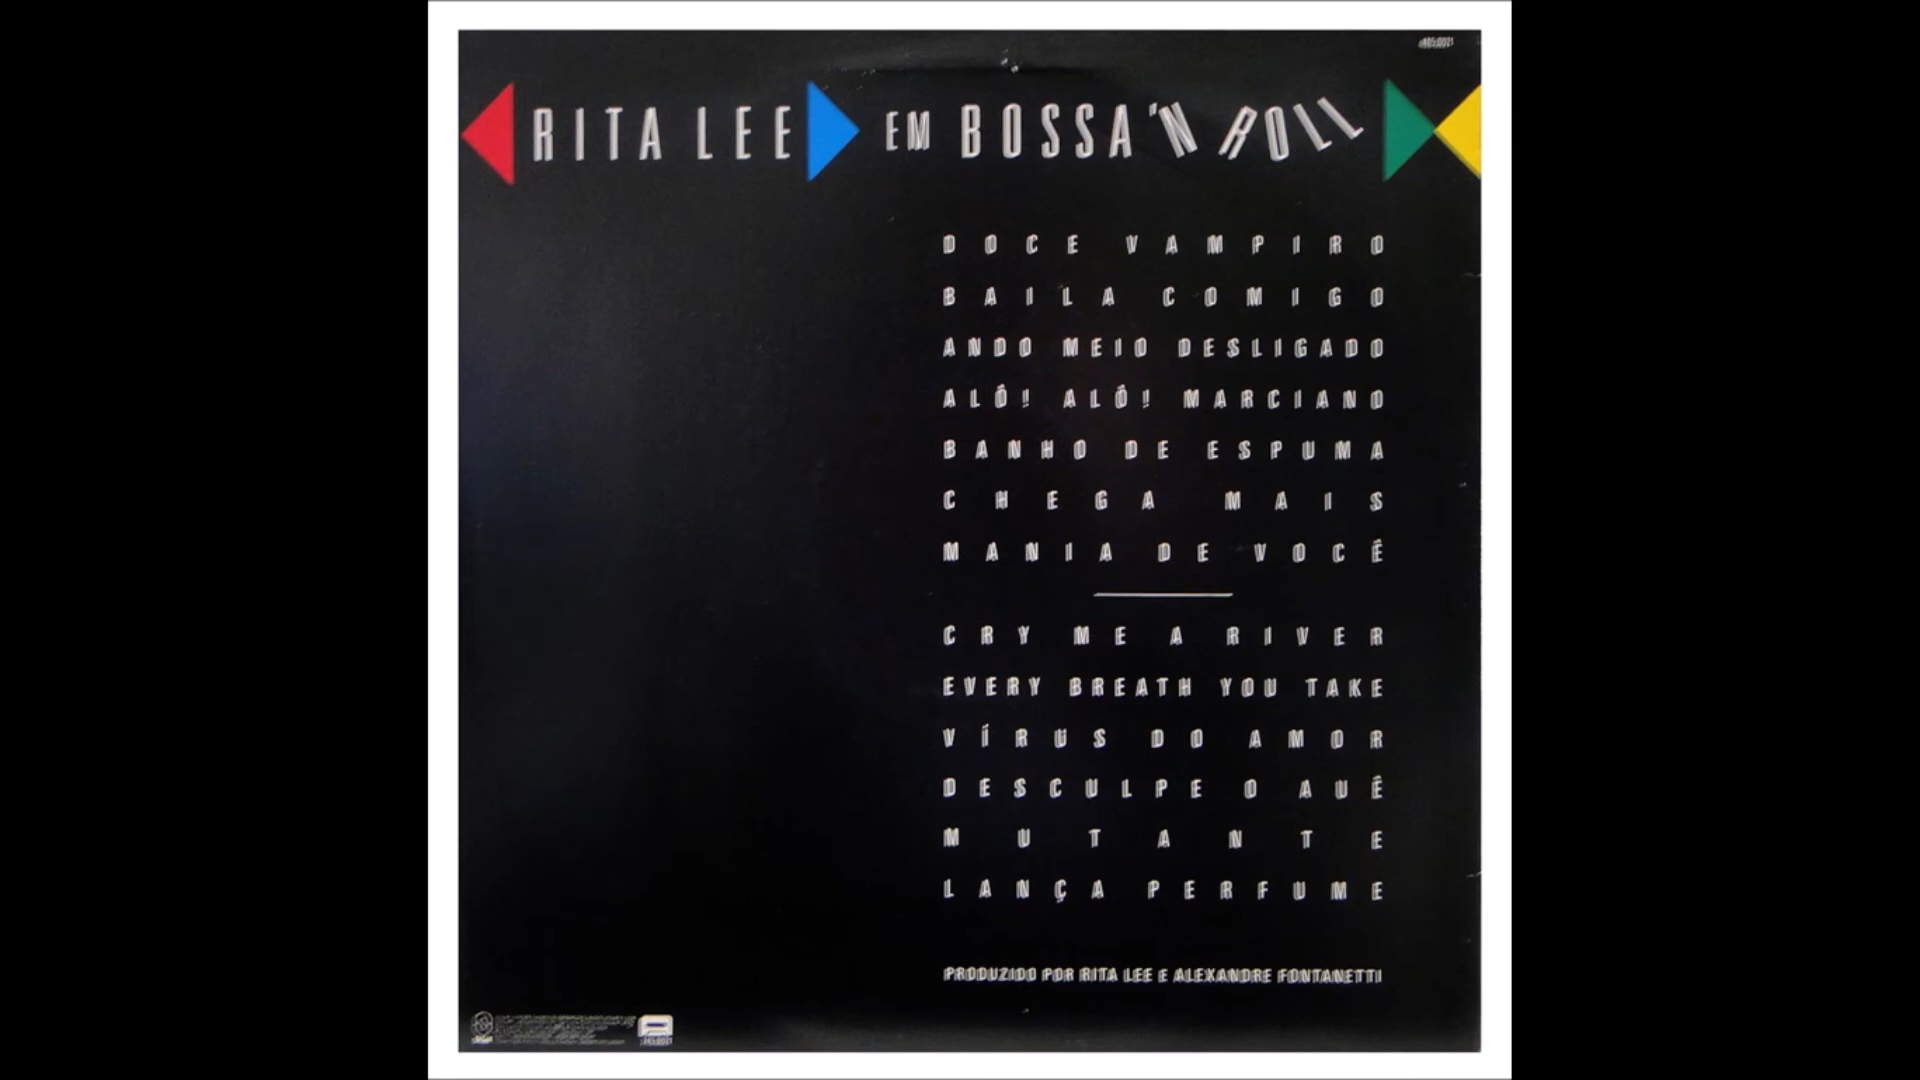 RITA LEE EM BOSSA 'N ROLL
DOCE VAMPIRO
BAILA COMIGO
ANDO MEIO DESLIGADO
ALÔ! ALÔ! MARCIANO
BANHO DE ESPUMA
CHEGA MAIS
MANIA DE VOCÊ
CRY ME A RIVER
EVERY BREATH YOU TAKE
VÍRUS DO AMOR
DESCULPE O AUÊ
MUTANTE
LANÇA PERFUME
PRODUZIDO POR RITA LEE E ALEXANDRE FONTANETTI